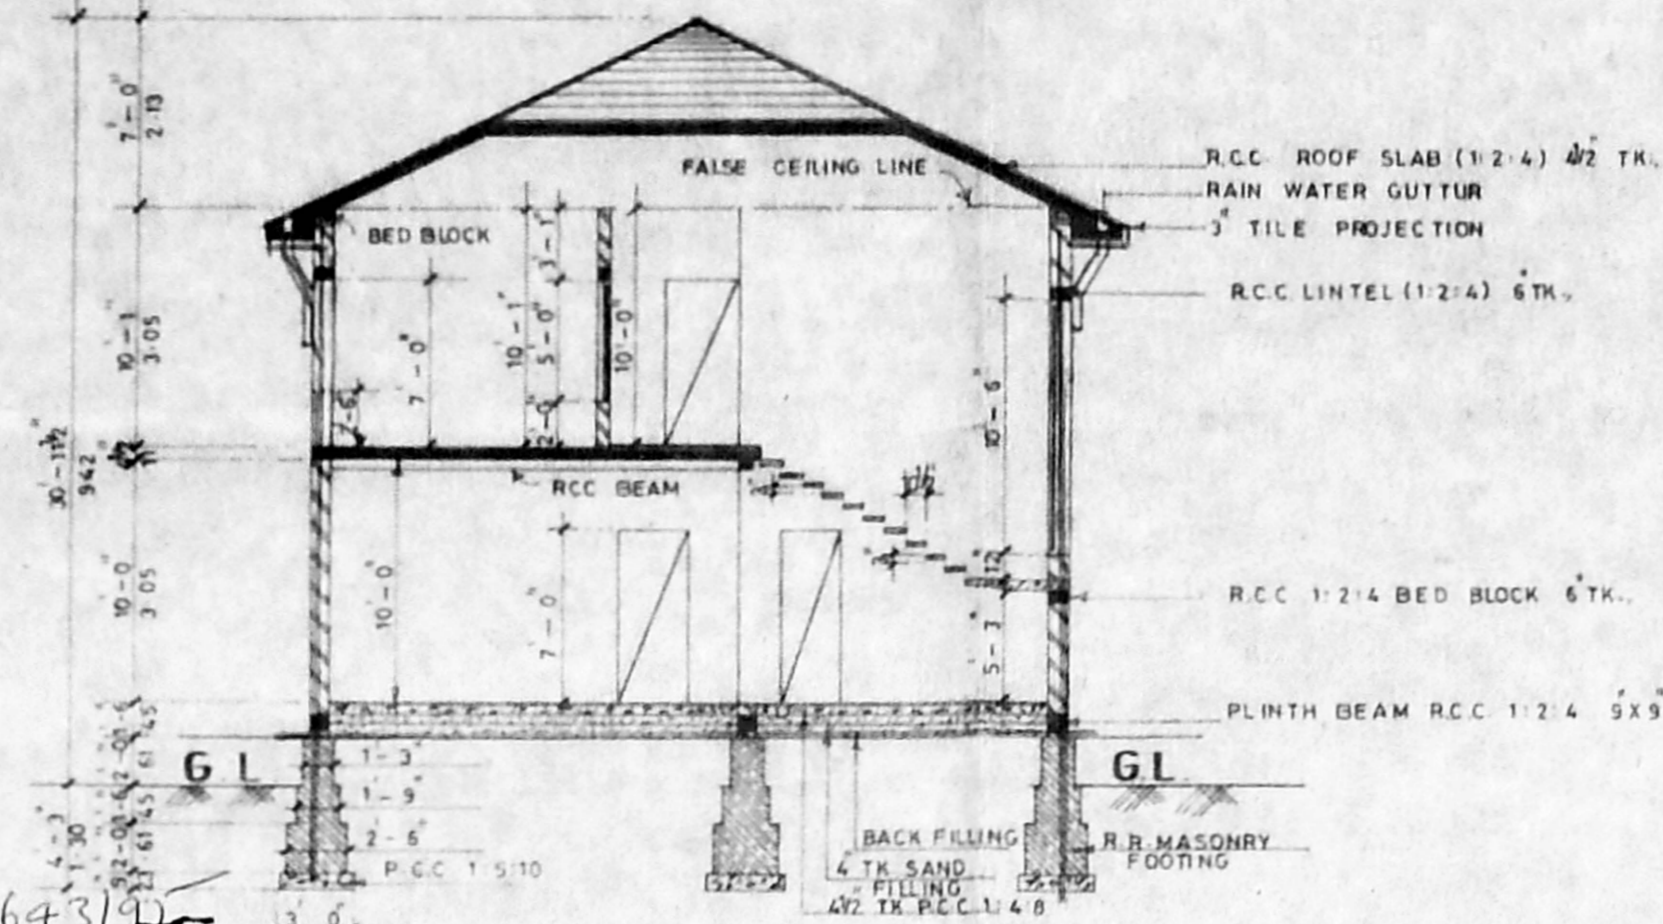 7'-0"
2.13
FALSE CEILING LINE
R.C.C. ROOF SLAB (1:2:4) 4½" TK.,
RAIN WATER GUTTUR
3" TILE PROJECTION
BED BLOCK
R.C.C. LINTEL (1:2:4) 6" TK.,
10'-1"
3.05
7'-0"
2'-6"
10'-1"
3'-1"
5'-0"
2'-0"
10'-0"
10'-6"
30'-11½"
9.42
RCC BEAM
10½"
10'-0"
3.05
10'-0"
7'-0"
12"
5'-3"
R.C.C 1:2:4 BED BLOCK 6" TK.,
PLINTH BEAM R.C.C. 1:2:4 9"X9"
G L
G L
1'-3"
1'-9"
2'-6"
P.C.C 1:5:10
4'-3"
1.30
BACK FILLING
4" TK SAND
FILLING
4½" TK P.C.C. 1:4:8
R.R. MASONRY
FOOTING